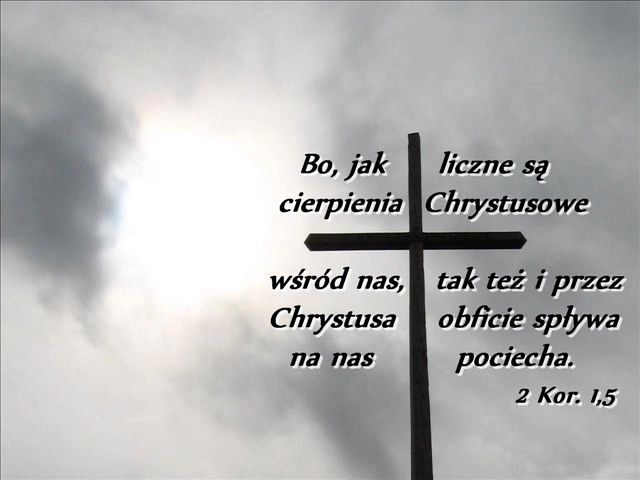 Bo, jak liczne są
cierpienia Chrystusowe
wśród nas, tak też i przez
Chrystusa obficie spływa
na nas pociecha.
2 Kor. 1,5